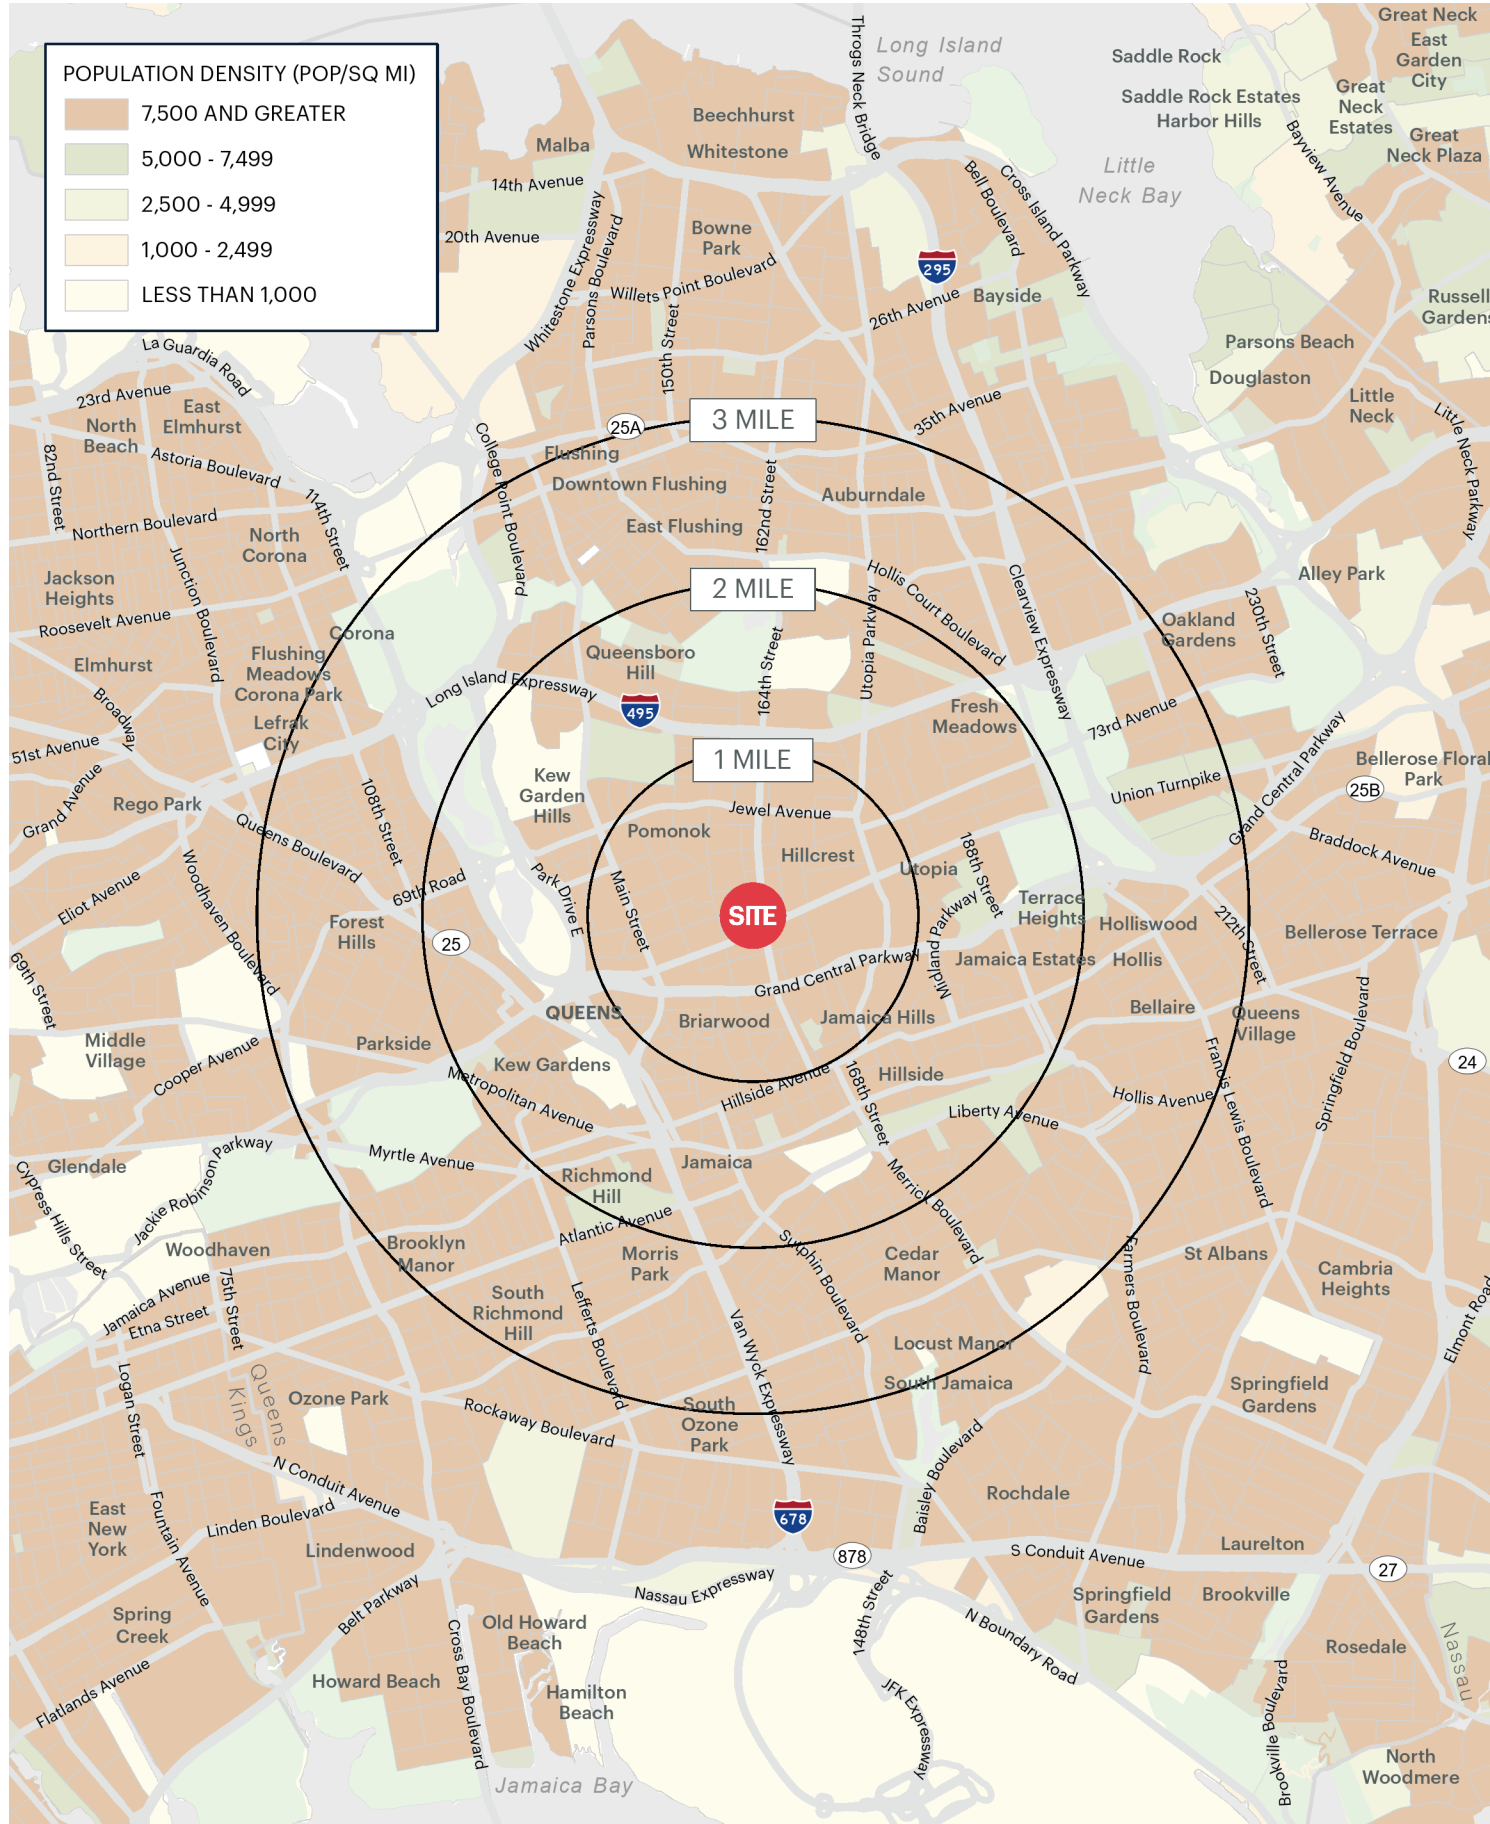 POPULATION DENSITY (POP/SQ MI)
7,500 AND GREATER
5,000 - 7,499
2,500 - 4,999
1,000 - 2,499
LESS THAN 1,000
Great Neck
East
Garden
City
Long Island
Sound
Throgs Neck Bridge
Saddle Rock
Saddle Rock Estates
Harbor Hills
Great
Neck
Estates
Great
Neck Plaza
Bayview Avenue
Beechhurst
Whitestone
Malba
14th Avenue
20th Avenue
Little
Neck Bay
Bell Boulevard
Cross Island Parkway
Bowne
Park
Whitestone Expressway
Parsons Boulevard
Willets Point Boulevard
150th Street
295
26th Avenue
Bayside
Russell
Gardens
Parsons Beach
Douglaston
Little
Neck
Little Neck Parkway
La Guardia Road
23rd Avenue
East
Elmhurst
North
Beach
Astoria Boulevard
82nd Street
114th Street
Northern Boulevard
North
Corona
Junction Boulevard
Jackson
Heights
Roosevelt Avenue
Elmhurst
Broadway
51st Avenue
Grand Avenue
Corona
Flushing
Meadows
Corona Park
Lefrak
City
3 MILE
25A
35th Avenue
Flushing
College Point Boulevard
Downtown Flushing
East Flushing
162nd Street
Auburndale
2 MILE
Hollis Court Boulevard
Clearview Expressway
Utopia Parkway
164th Street
Queensboro
Hill
Long Island Expressway
495
Alley Park
230th Street
Oakland
Gardens
Fresh
Meadows
73rd Avenue
Union Turnpike
Grand Central Parkway
Bellerose Floral
Park
25B
Braddock Avenue
1 MILE
Jewel Avenue
Kew
Garden
Hills
Pomonok
Hillcrest
Utopia
188th Street
SITE
Rego Park
Queens Boulevard
108th Street
69th Road
Park Drive E
Main Street
Eliot Avenue
Woodhaven Boulevard
Forest
Hills
25
69th Street
Terrace
Heights
Holliswood
Midland Parkway
Jamaica Estates
Hollis
212th Street
Bellerose Terrace
Grand Central Parkway
QUEENS
Briarwood
Jamaica Hills
Bellaire
Queens
Village
Springfield Boulevard
24
Middle
Village
Cooper Avenue
Parkside
Kew Gardens
Metropolitan Avenue
Hillside Avenue
168th Street
Hillside
Liberty Avenue
Hollis Avenue
Francis Lewis Boulevard
Glendale
Cypress Hills Street
Jackie Robinson Parkway
Myrtle Avenue
Richmond
Hill
Jamaica
Merrick Boulevard
Atlantic Avenue
Woodhaven
Brooklyn
Manor
Morris
Park
Sutphin Boulevard
Cedar
Manor
Farmers Boulevard
St Albans
Cambria
Heights
Elmont Road
Jamaica Avenue
Etna Street
75th Street
South
Richmond
Hill
Lefferts Boulevard
Van Wyck Expressway
Locust Manor
South Jamaica
Springfield
Gardens
Logan Street
Kings
Queens
Ozone Park
Rockaway Boulevard
South
Ozone
Park
Baisley Boulevard
N Conduit Avenue
Rochdale
East
New
York
Fountain Avenue
Linden Boulevard
Lindenwood
678
878
S Conduit Avenue
Laurelton
27
Nassau Expressway
148th Street
Springfield
Gardens
Brookville
Belt Parkway
Spring
Creek
Old Howard
Beach
N Boundary Road
Rosedale
Nassau
Flatlands Avenue
Howard Beach
Cross Bay Boulevard
Hamilton
Beach
JFK Expressway
Brookville Boulevard
North
Woodmere
Jamaica Bay